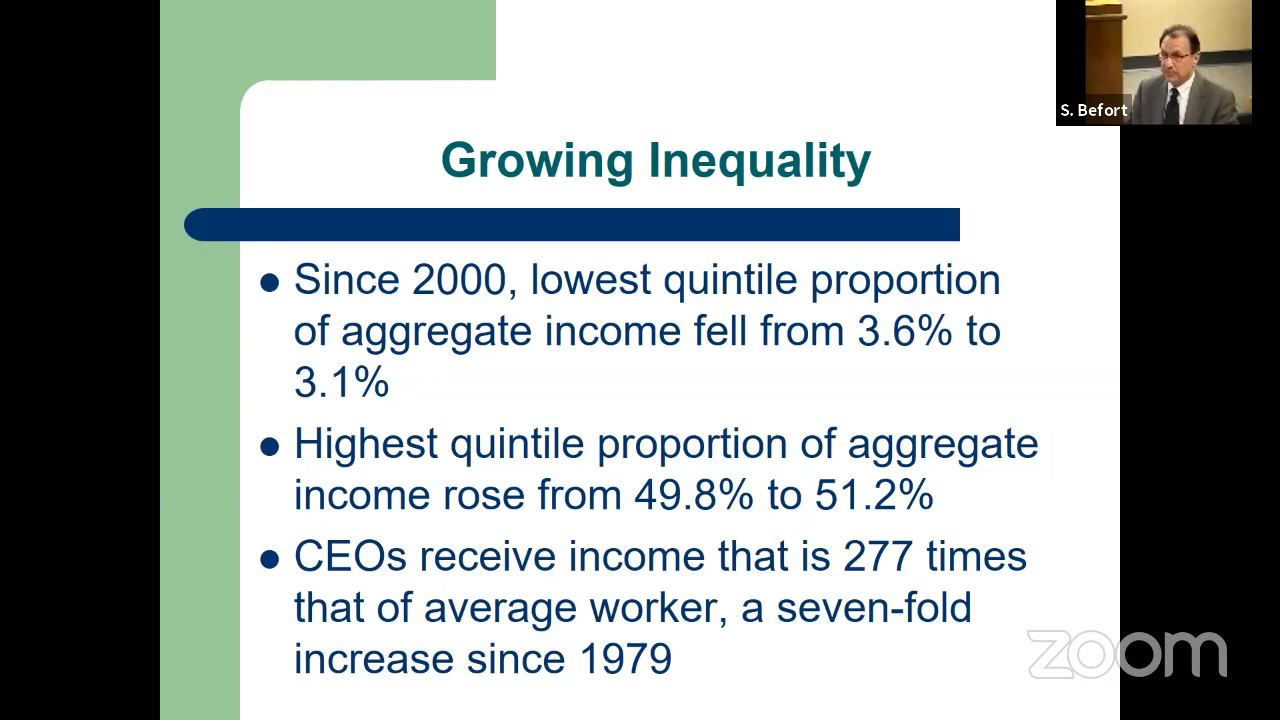 S. Befort
Growing Inequality
● Since 2000, lowest quintile proportion
of aggregate income fell from 3.6% to
3.1%
● Highest quintile proportion of aggregate
income rose from 49.8% to 51.2%
● CEOs receive income that is 277 times
that of average worker, a seven-fold
increase since 1979
zoom